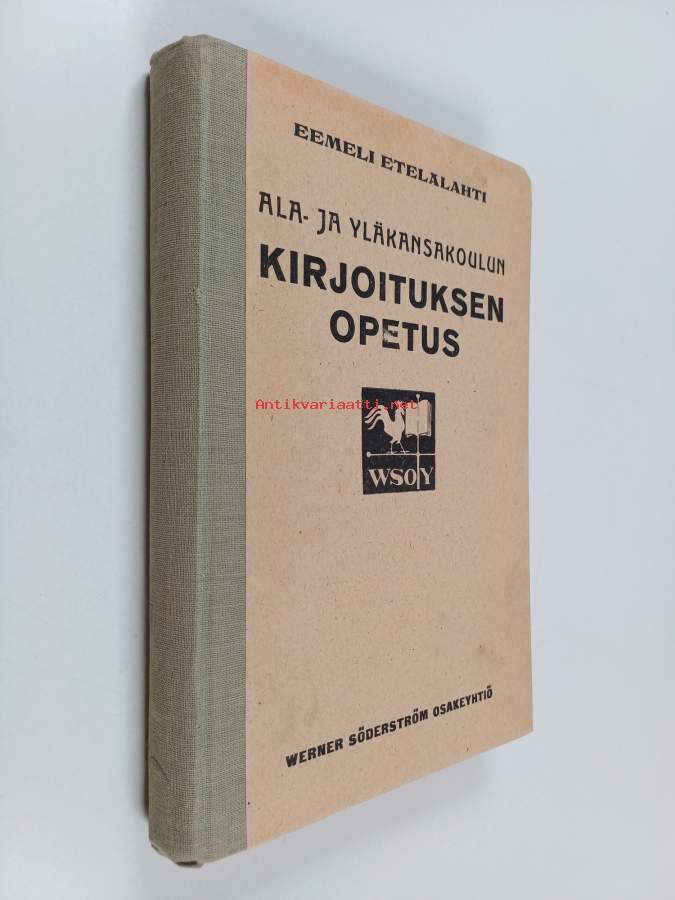 EEMELI ETELÄLAHTI
ALA- JA YLÄKANSAKOULUN
KIRJOITUKSEN
OPETUS
Antikvariaatti.net
WSOY
WERNER SÖDERSTRÖM OSAKEYHTIÖ